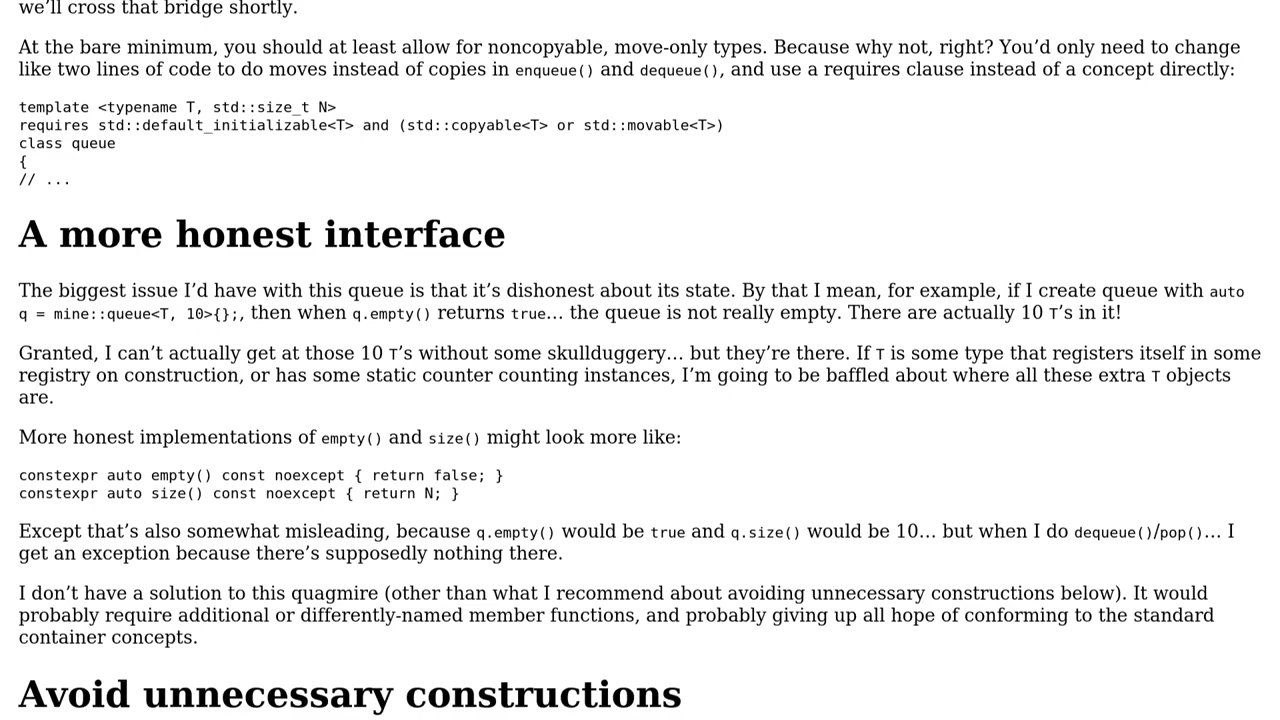 we’ll cross that bridge shortly.
At the bare minimum, you should at least allow for noncopyable, move-only types. Because why not, right? You’d only need to change
like two lines of code to do moves instead of copies in enqueue() and dequeue(), and use a requires clause instead of a concept directly:
template <typename T, std::size_t N>
requires std::default_initializable<T> and (std::copyable<T> or std::movable<T>)
class queue
{
// ...
A more honest interface
The biggest issue I’d have with this queue is that it’s dishonest about its state. By that I mean, for example, if I create queue with auto
q = mine::queue<T, 10>{};, then when q.empty() returns true… the queue is not really empty. There are actually 10 T’s in it!
Granted, I can’t actually get at those 10 T’s without some skullduggery… but they’re there. If T is some type that registers itself in some
registry on construction, or has some static counter counting instances, I’m going to be baffled about where all these extra T objects
are.
More honest implementations of empty() and size() might look more like:
constexpr auto empty() const noexcept { return false; }
constexpr auto size() const noexcept { return N; }
Except that’s also somewhat misleading, because q.empty() would be true and q.size() would be 10… but when I do dequeue()/pop()… I
get an exception because there’s supposedly nothing there.
I don’t have a solution to this quagmire (other than what I recommend about avoiding unnecessary constructions below). It would
probably require additional or differently-named member functions, and probably giving up all hope of conforming to the standard
container concepts.
Avoid unnecessary constructions